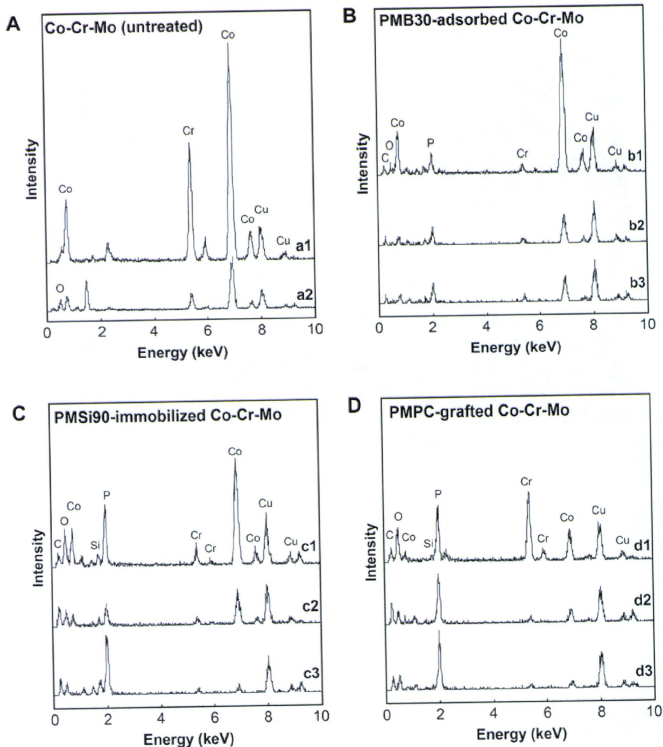 A
Co-Cr-Mo (untreated)
Co
Cr
Co
Co
Cu
Cu
a1
O
a2
Intensity
0 2 4 6 8 10
Energy (keV)
B
PMB30-adsorbed Co-Cr-Mo
Co
Co
O
C
P
Cr
Co
Cu
Cu
b1
b2
b3
Intensity
0 2 4 6 8 10
Energy (keV)
C
PMSi90-immobilized Co-Cr-Mo
Co
P
Co
O
C
Si
Cr
Cr
Co
Cu
Cu
c1
c2
c3
Intensity
0 2 4 6 8 10
Energy (keV)
D
PMPC-grafted Co-Cr-Mo
Cr
P
O
C
Co
Si
Cr
Co
Cu
Cu
d1
d2
d3
Intensity
0 2 4 6 8 10
Energy (keV)